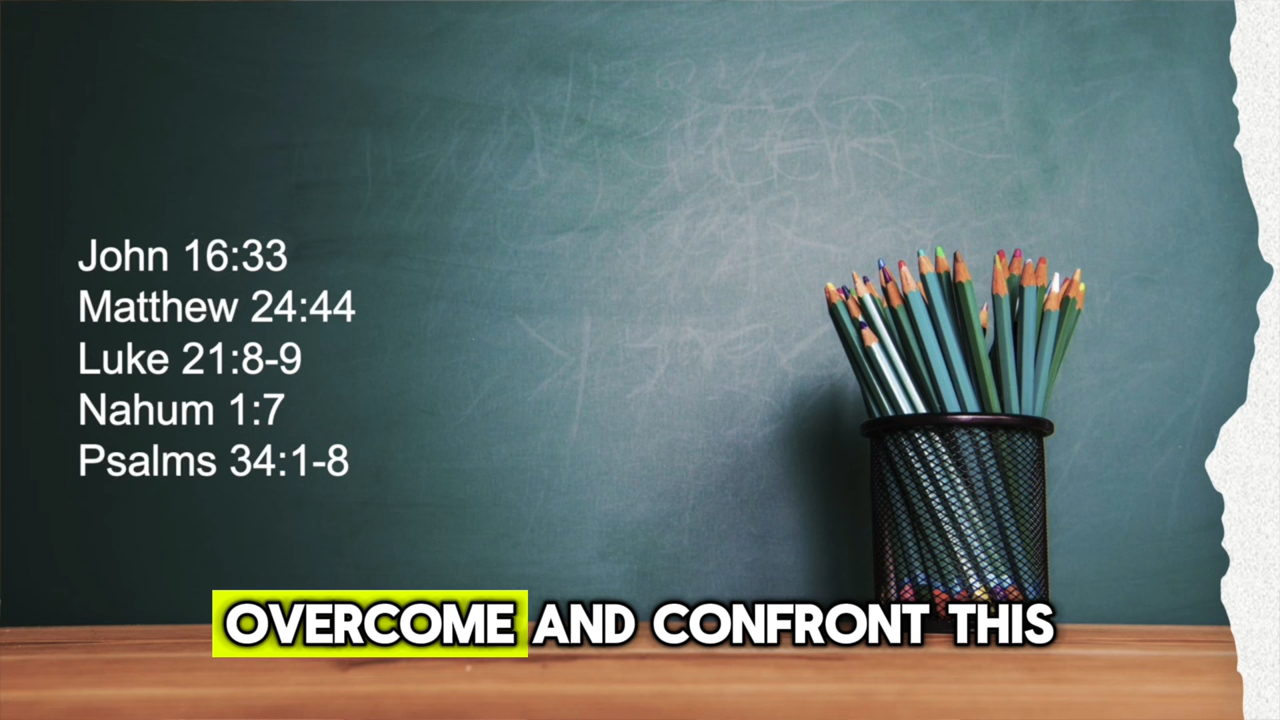 John 16:33
Matthew 24:44
Luke 21:8-9
Nahum 1:7
Psalms 34:1-8
OVERCOME AND CONFRONT THIS